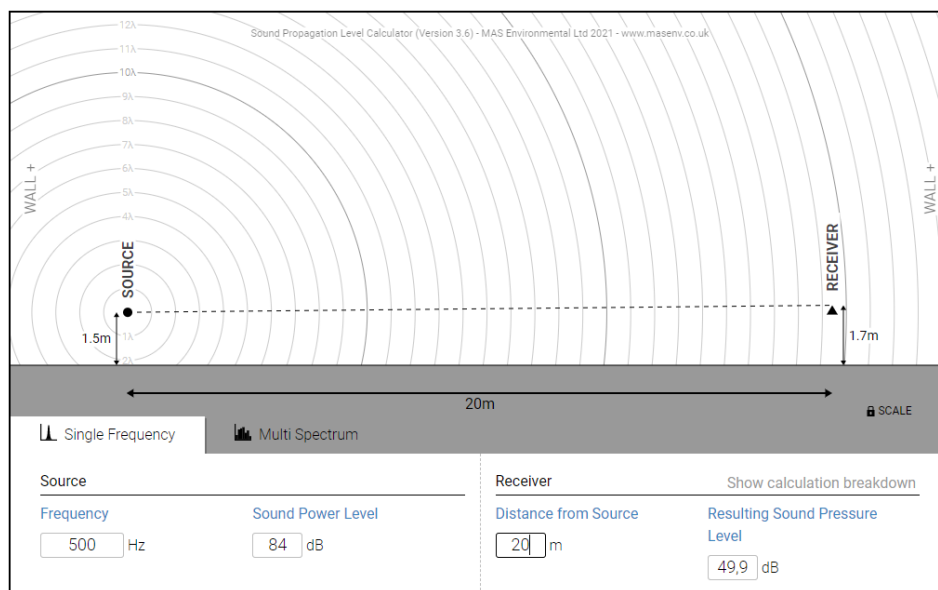 12λ
Sound Propagation Level Calculator (Version 3.6) - MAS Environmental Ltd 2021 - www.masenv.co.uk
11λ
10λ
9λ
8λ
7λ
6λ
5λ
4λ
WALL +
WALL +
SOURCE
RECEIVER
1.5m
1λ
1.7m
2λ
20m
SCALE
Single Frequency
Multi Spectrum
Source
Receiver
Show calculation breakdown
Frequency
Sound Power Level
Distance from Source
Resulting Sound Pressure
Level
500 Hz
84 dB
20 m
49,9 dB